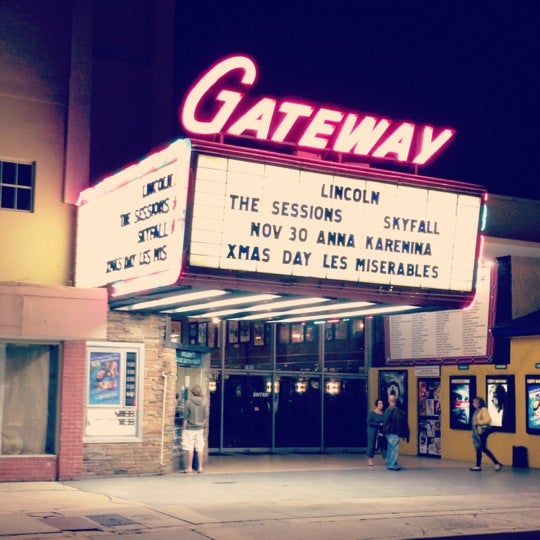 GATEWAY
LINCOLN
THE SESSIONS
SKYFALL
XMAS DAY LES MIS
LINCOLN
THE SESSIONS SKYFALL
NOV 30 ANNA KARENINA
XMAS DAY LES MISERABLES